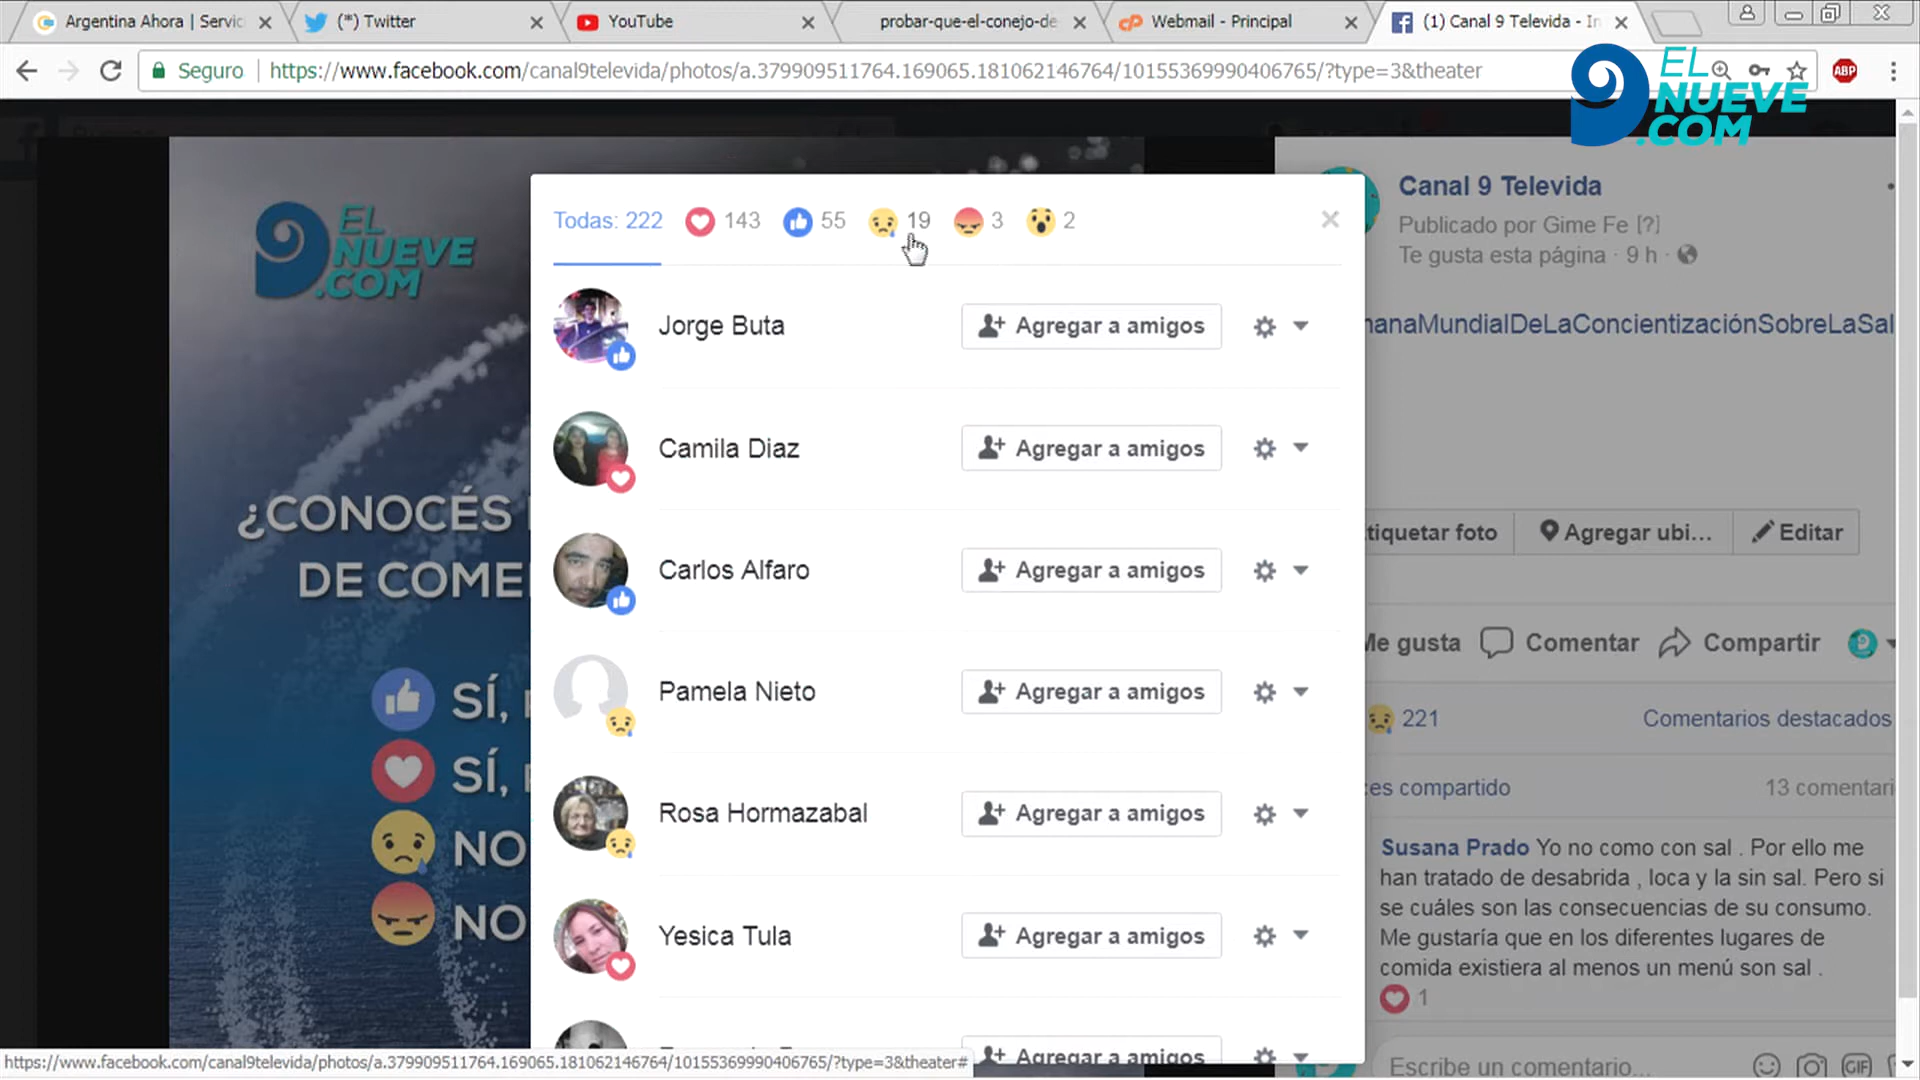 Argentina Ahora | Servic
(*) Twitter
YouTube
probar-que-el-conejo-de
Webmail - Principal
(1) Canal 9 Televida - In
Seguro
https://www.facebook.com/canal9televida/photos/a.379909511764.169065.181062146764/10155369990406765/?type=3&theater
ABP
EL
NUEVE
.COM
EL
NUEVE
.COM
¿CONOCÉS
DE COME
SÍ,
SÍ,
NO
NO
Todas: 222
143
55
19
3
2
Jorge Buta
Agregar a amigos
Camila Diaz
Agregar a amigos
Carlos Alfaro
Agregar a amigos
Pamela Nieto
Agregar a amigos
Rosa Hormazabal
Agregar a amigos
Yesica Tula
Agregar a amigos
Agregar a amigos
Canal 9 Televida
Publicado por Gime Fe [?]
Te gusta esta página · 9 h ·
nanaMundialDeLaConcientizaciónSobreLaSal
tiquetar foto
Agregar ubi...
Editar
Me gusta
Comentar
Compartir
221
Comentarios destacados
es compartido
13 comentari
Susana Prado Yo no como con sal . Por ello me
han tratado de desabrida , loca y la sin sal. Pero si
se cuáles son las consecuencias de su consumo.
Me gustaría que en los diferentes lugares de
comida existiera al menos un menú son sal .
1
Escribe un comentario...
GIF
https://www.facebook.com/canal9televida/photos/a.379909511764.169065.181062146764/10155369990406765/?type=3&theater#